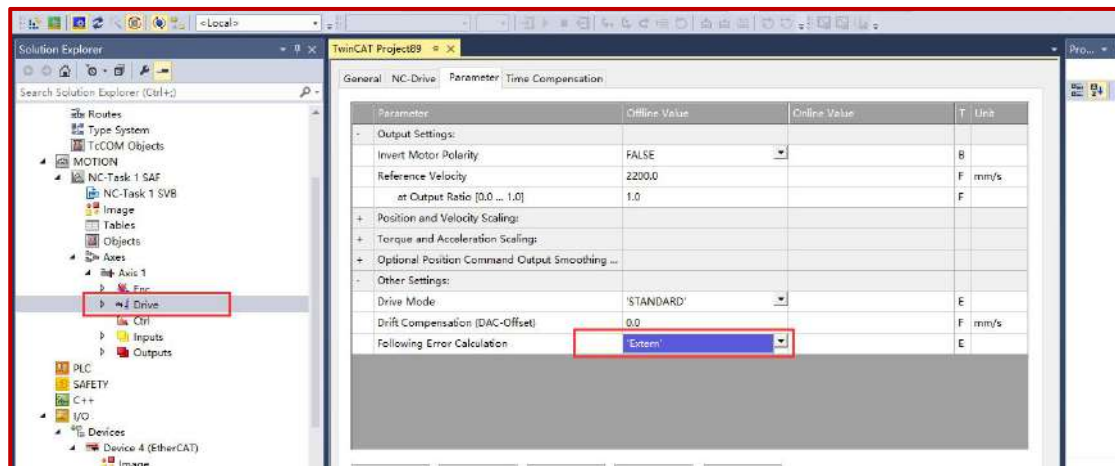 <Local>
Solution Explorer
TwinCAT Project89
Pro...
Search Solution Explorer (Ctrl+;)
Routes
Type System
TcCOM Objects
MOTION
NC-Task 1 SAF
NC-Task 1 SVB
Image
Tables
Objects
Axes
Axis 1
Enc
Drive
Ctrl
Inputs
Outputs
PLC
SAFETY
C++
I/O
Devices
Device 4 (EtherCAT)
Image
General NC-Drive Parameter Time Compensation
Parameter Offline Value Online Value T Unit
- Output Settings:
Invert Motor Polarity FALSE B
Reference Velocity 2200.0 F mm/s
at Output Ratio [0.0 ... 1.0] 1.0 F
+ Position and Velocity Scaling:
+ Torque and Acceleration Scaling:
+ Optional Position Command Output Smoothing ...
- Other Settings:
Drive Mode 'STANDARD' E
Drift Compensation (DAC-Offset) 0.0 F mm/s
Following Error Calculation 'Extern' E